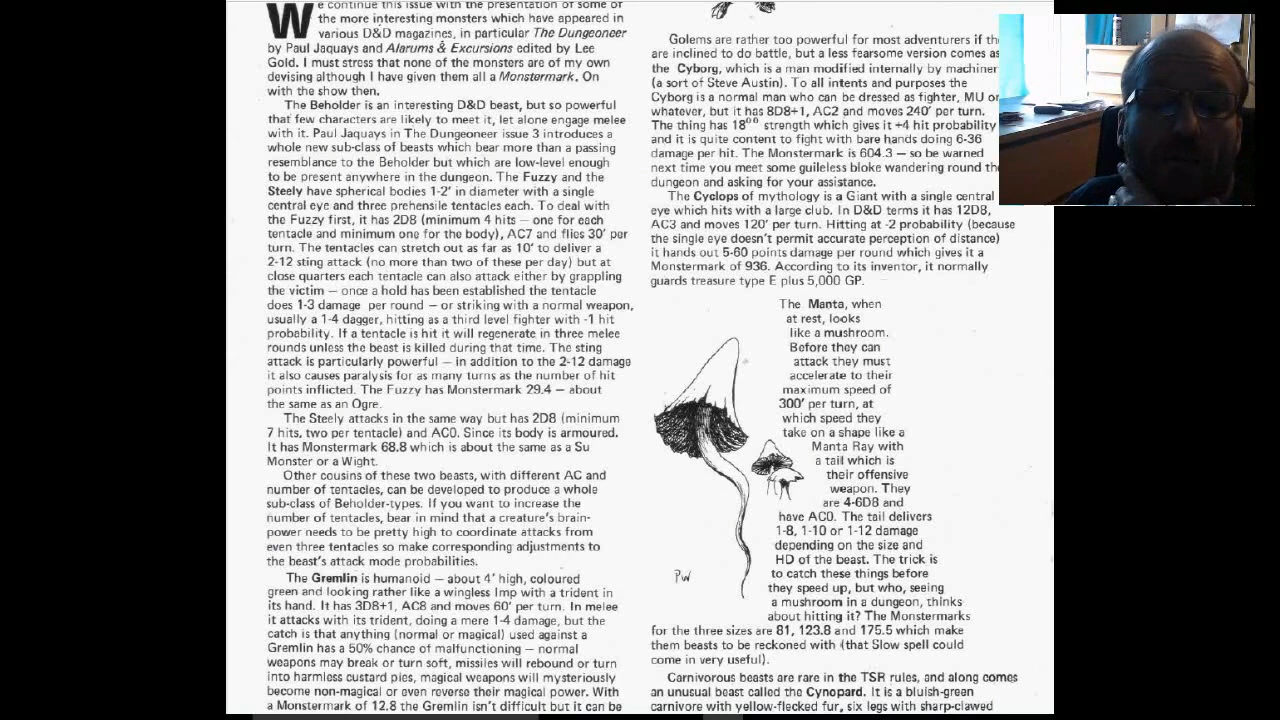 We continue this issue with the presentation of some of
the more interesting monsters which have appeared in
various D&D magazines, in particular The Dungeoneer
by Paul Jaquays and Alarums & Excursions edited by Lee
Gold. I must stress that none of the monsters are of my own
devising although I have given them all a Monstermark. On
with the show then.
The Beholder is an interesting D&D beast, but so powerful
that few characters are likely to meet it, let alone engage melee
with it. Paul Jaquays in The Dungeoneer issue 3 introduces a
whole new sub-class of beasts which bear more than a passing
resemblance to the Beholder but which are low-level enough
to be present anywhere in the dungeon. The Fuzzy and the
Steely have spherical bodies 1-2' in diameter with a single
central eye and three prehensile tentacles each. To deal with
the Fuzzy first, it has 2D8 (minimum 4 hits — one for each
tentacle and minimum one for the body), AC7 and flies 30' per
turn. The tentacles can stretch out as far as 10' to deliver a
2-12 sting attack (no more than two of these per day) but at
close quarters each tentacle can also attack either by grappling
the victim — once a hold has been established the tentacle
does 1-3 damage per round — or striking with a normal weapon,
usually a 1-4 dagger, hitting as a third level fighter with -1 hit
probability. If a tentacle is hit it will regenerate in three melee
rounds unless the beast is killed during that time. The sting
attack is particularly powerful — in addition to the 2-12 damage
it also causes paralysis for as many turns as the number of hit
points inflicted. The Fuzzy has Monstermark 29.4 — about
the same as an Ogre.
The Steely attacks in the same way but has 2D8 (minimum
7 hits, two per tentacle) and AC0. Since its body is armoured.
It has Monstermark 68.8 which is about the same as a Su
Monster or a Wight.
Other cousins of these two beasts, with different AC and
number of tentacles, can be developed to produce a whole
sub-class of Beholder-types. If you want to increase the
number of tentacles, bear in mind that a creature's brain-
power needs to be pretty high to coordinate attacks from
even three tentacles so make corresponding adjustments to
the beast's attack mode probabilities.
The Gremlin is humanoid — about 4' high, coloured
green and looking rather like a wingless Imp with a trident in
its hand. It has 3D8+1, AC8 and moves 60' per turn. In melee
it attacks with its trident, doing a mere 1-4 damage, but the
catch is that anything (normal or magical) used against a
Gremlin has a 50% chance of malfunctioning — normal
weapons may break or turn soft, missiles will rebound or turn
into harmless custard pies, magical weapons will mysteriously
become non-magical or even reverse their magical power. With
a Monstermark of 12.8 the Gremlin isn't difficult but it can be
Golems are rather too powerful for most adventurers if th
are inclined to do battle, but a less fearsome version comes as
the Cyborg, which is a man modified internally by machiner
(a sort of Steve Austin). To all intents and purposes the
Cyborg is a normal man who can be dressed as fighter, MU or
whatever, but it has 8D8+1, AC2 and moves 240' per turn.
The thing has 18⁰⁰ strength which gives it +4 hit probability
and it is quite content to fight with bare hands doing 6-36
damage per hit. The Monstermark is 604.3 — so be warned
next time you meet some guileless bloke wandering round the
dungeon and asking for your assistance.
The Cyclops of mythology is a Giant with a single central
eye which hits with a large club. In D&D terms it has 12D8,
AC3 and moves 120' per turn. Hitting at -2 probability (because
the single eye doesn't permit accurate perception of distance)
it hands out 5-60 points damage per round which gives it a
Monstermark of 936. According to its inventor, it normally
guards treasure type E plus 5,000 GP.
The Manta, when
at rest, looks
like a mushroom.
Before they can
attack they must
accelerate to their
maximum speed of
300' per turn, at
which speed they
take on a shape like a
Manta Ray with
a tail which is
their offensive
weapon. They
are 4-6D8 and
have AC0. The tail delivers
1-8, 1-10 or 1-12 damage
depending on the size and
HD of the beast. The trick is
to catch these things before
they speed up, but who, seeing
a mushroom in a dungeon, thinks
about hitting it? The Monstermarks
for the three sizes are 81, 123.8 and 175.5 which make
them beasts to be reckoned with (that Slow spell could
come in very useful).
PW
Carnivorous beasts are rare in the TSR rules, and along comes
an unusual beast called the Cynopard. It is a bluish-green
carnivore with yellow-flecked fur, six legs with sharp-clawed